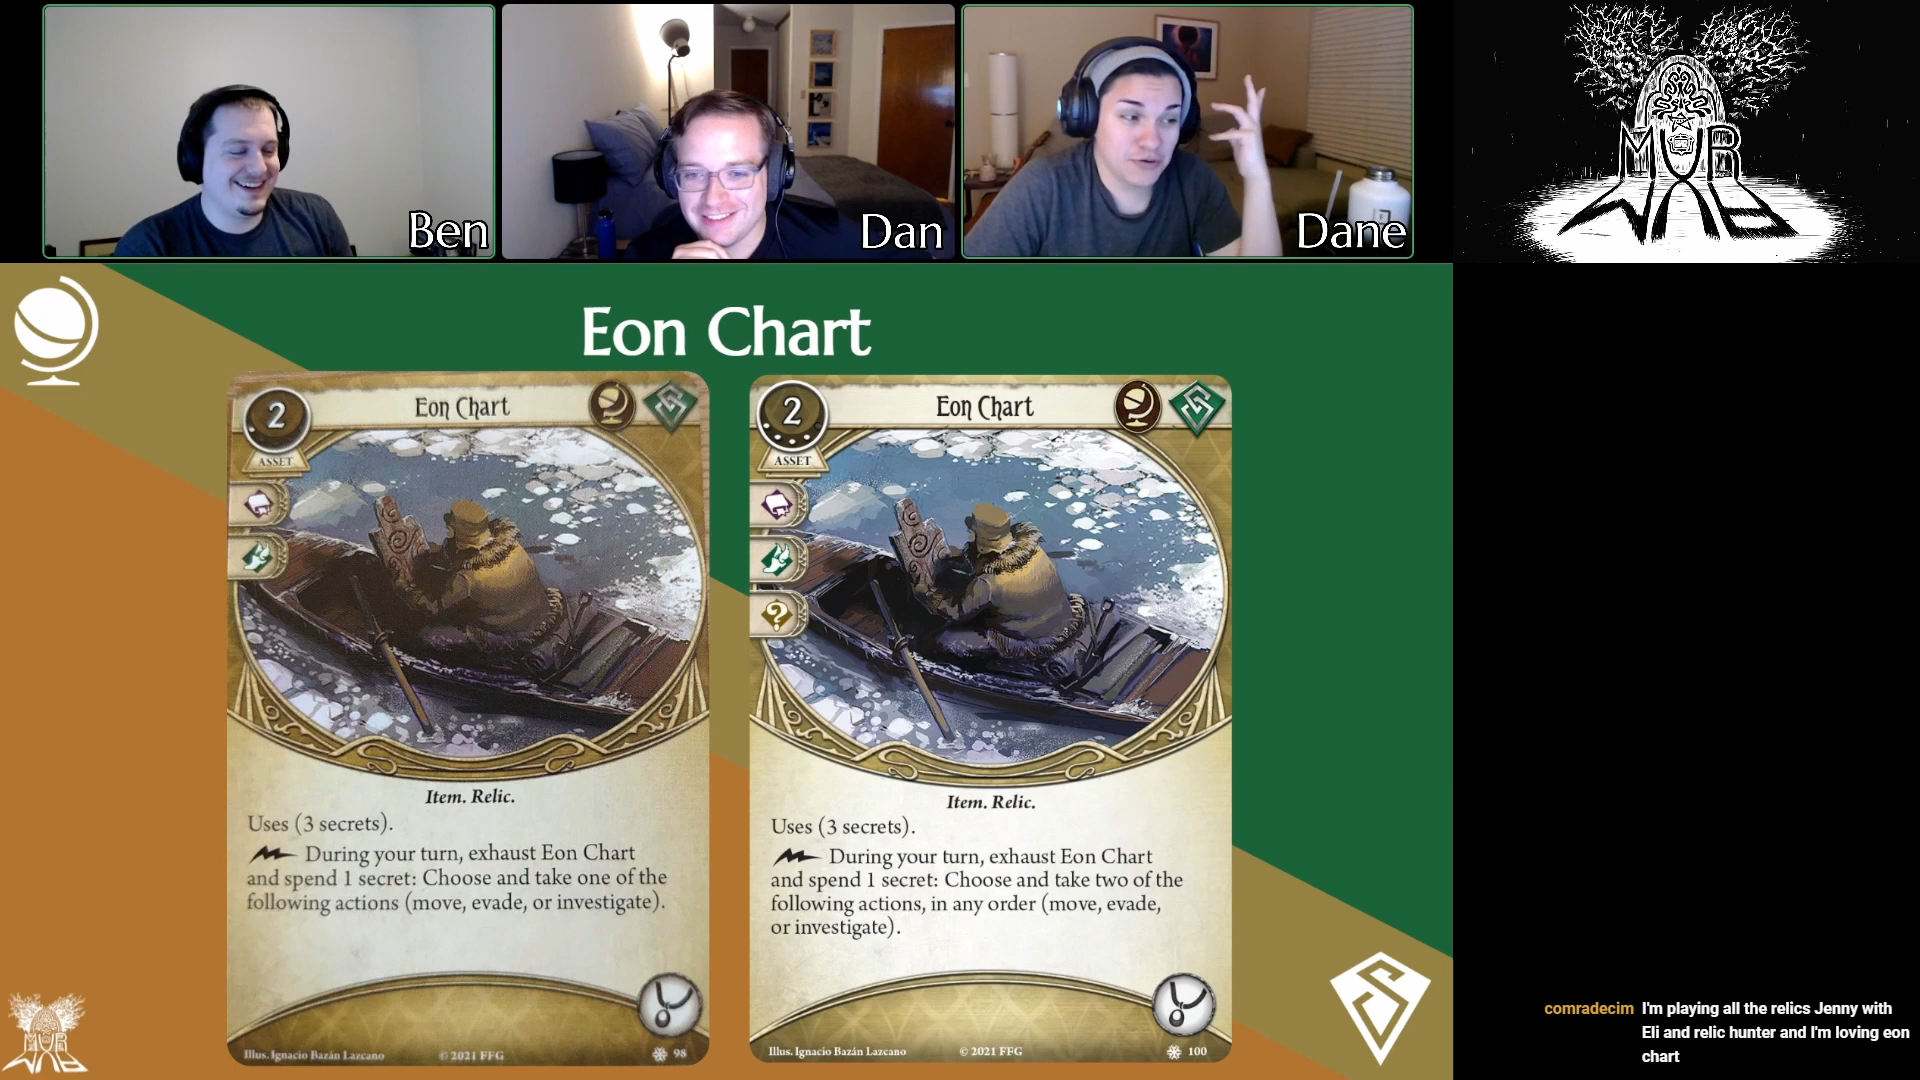 Ben
Dan
Dane
MUR
Eon Chart
2
Eon Chart
ASSET
Item. Relic.
Uses (3 secrets).
During your turn, exhaust Eon Chart
and spend 1 secret: Choose and take one of the
following actions (move, evade, or investigate).
Illus. Ignacio Bazán Lazcano
© 2021 FFG
98
2
Eon Chart
ASSET
?
Item. Relic.
Uses (3 secrets).
During your turn, exhaust Eon Chart
and spend 1 secret: Choose and take two of the
following actions, in any order (move, evade,
or investigate).
Illus. Ignacio Bazán Lazcano
© 2021 FFG
100
MUR
comradecim I'm playing all the relics Jenny with
Eli and relic hunter and I'm loving eon
chart